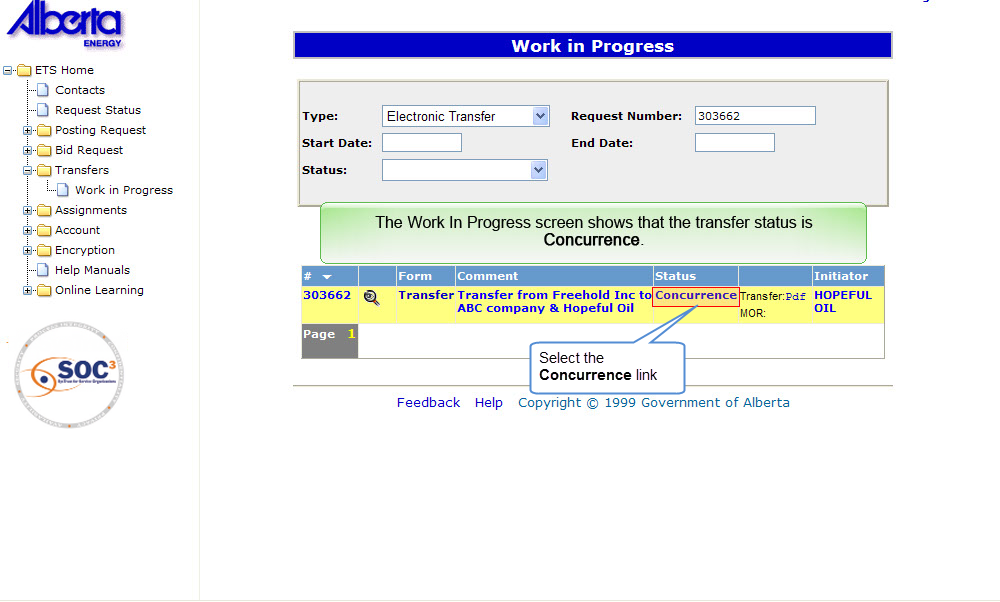 Alberta
ENERGY
ETS Home
Contacts
Request Status
Posting Request
Bid Request
Transfers
Work in Progress
Assignments
Account
Encryption
Help Manuals
Online Learning
SOC3
SysTrust for Service Organizations
Work in Progress
Type: Electronic Transfer Request Number: 303662
Start Date: End Date:
Status:
The Work In Progress screen shows that the transfer status is
Concurrence.
# Form Comment Status Initiator
303662 Transfer Transfer from Freehold Inc to Concurrence Transfer:Pdf HOPEFUL
ABC company & Hopeful Oil MOR: OIL
Page 1
Select the
Concurrence link
Feedback Help Copyright © 1999 Government of Alberta